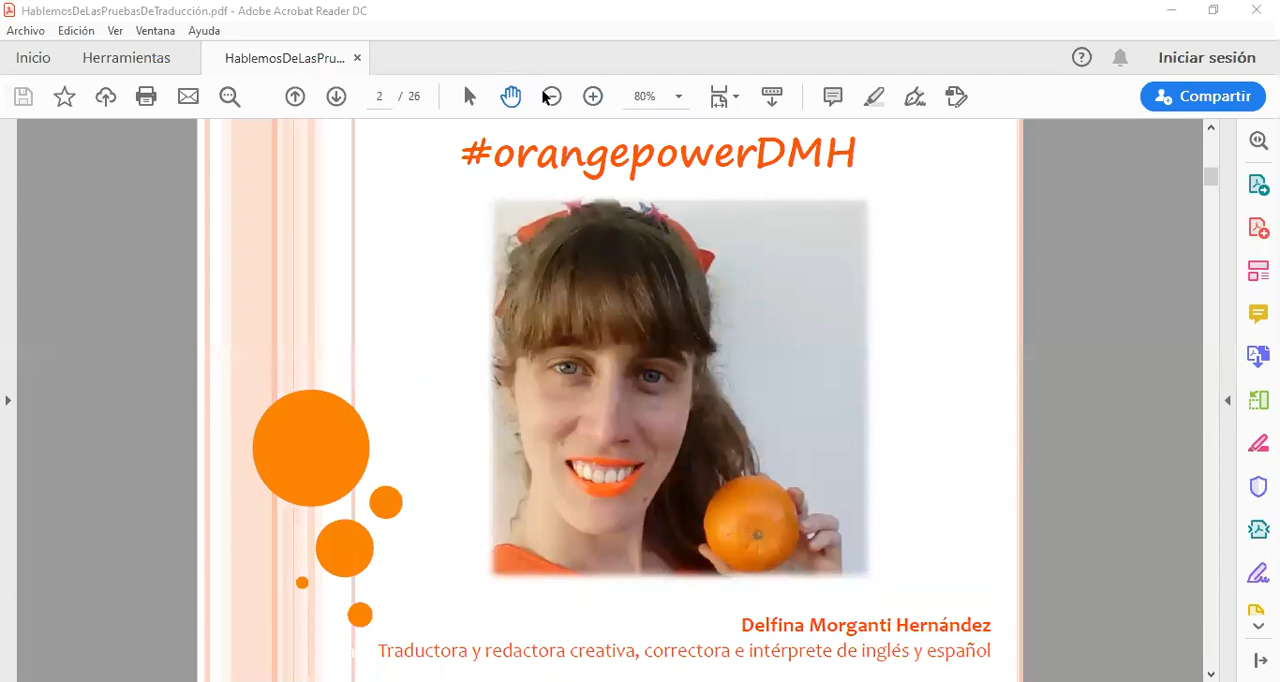 HablemosDeLasPruebasDeTraducción.pdf - Adobe Acrobat Reader DC
Archivo Edición Ver Ventana Ayuda
Inicio Herramientas HablemosDeLasPru... × Iniciar sesión
2 / 26 80% Compartir
#orangepowerDMH
Delfina Morganti Hernández
Traductora y redactora creativa, correctora e intérprete de inglés y español